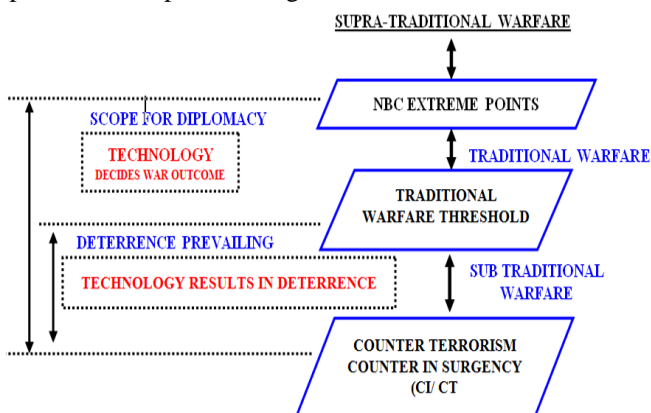 SUPRA-TRADITIONAL WARFARE
NBC EXTREME POINTS
SCOPE FOR DIPLOMACY
TECHNOLOGY
DECIDES WAR OUTCOME
TRADITIONAL WARFARE
TRADITIONAL
WARFARE THRESHOLD
DETERRENCE PREVAILING
TECHNOLOGY RESULTS IN DETERRENCE
SUB TRADITIONAL
WARFARE
COUNTER TERRORISM
COUNTER IN SURGENCY
(CI/ CT